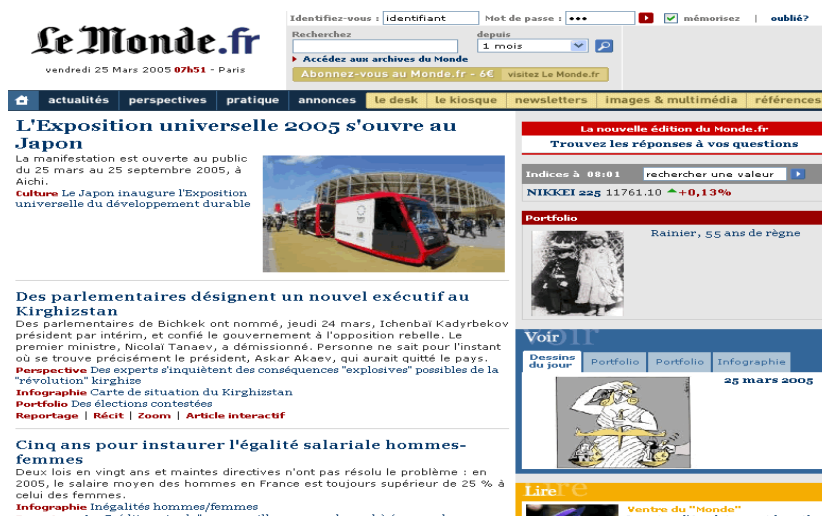 Le Monde.fr
vendredi 25 Mars 2005 07h51 - Paris
Identifiez-vous : identifiant Mot de passe : ••• mémorisez | oublié?
Recherchez depuis
1 mois
Accédez aux archives du Monde
Abonnez-vous au Monde.fr - 6€ visitez Le Monde.fr
actualités perspectives pratique annonces le desk le kiosque newsletters images & multimédia références
L'Exposition universelle 2005 s'ouvre au
Japon
La manifestation est ouverte au public
du 25 mars au 25 septembre 2005, à
Aichi.
Culture Le Japon inaugure l'Exposition
universelle du développement durable
Des parlementaires désignent un nouvel exécutif au
Kirghizstan
Des parlementaires de Bichkek ont nommé, jeudi 24 mars, Ichenbaï Kadyrbekov
président par intérim, et confié le gouvernement à l'opposition rebelle. Le
premier ministre, Nicolaï Tanaev, a démissionné. Personne ne sait pour l'instant
où se trouve précisément le président, Askar Akaev, qui aurait quitté le pays.
Perspective Des experts s'inquiètent des conséquences "explosives" possibles de la
"révolution" kirghize
Infographie Carte de situation du Kirghizstan
Portfolio Des élections contestées
Reportage | Récit | Zoom | Article interactif
Cinq ans pour instaurer l'égalité salariale hommes-
femmes
Deux lois en vingt ans et maintes directives n'ont pas résolu le problème : en
2005, le salaire moyen des hommes en France est toujours supérieur de 25 % à
celui des femmes.
Infographie Inégalités hommes/femmes
La nouvelle édition du Monde.fr
Trouvez les réponses à vos questions
Indices à 08:01 rechercher une valeur
NIKKEI 225 11761.10 +0,13%
Portfolio
Rainier, 55 ans de règne
Voir
Dessins
du jour Portfolio Portfolio Infographie
25 mars 2005
Lire
Ventre du "Monde"